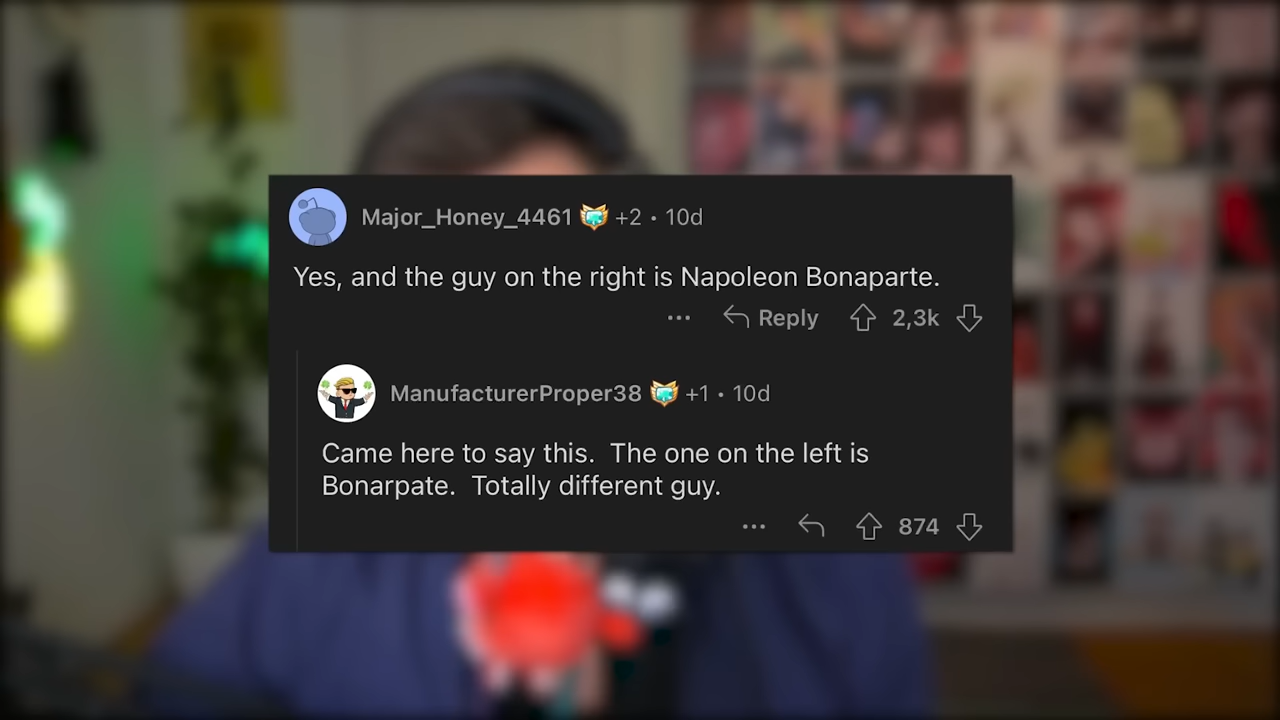 Major_Honey_4461 +2 • 10d
Yes, and the guy on the right is Napoleon Bonaparte.
Reply 2,3k
ManufacturerProper38 +1 • 10d
Came here to say this. The one on the left is
Bonarpate. Totally different guy.
874